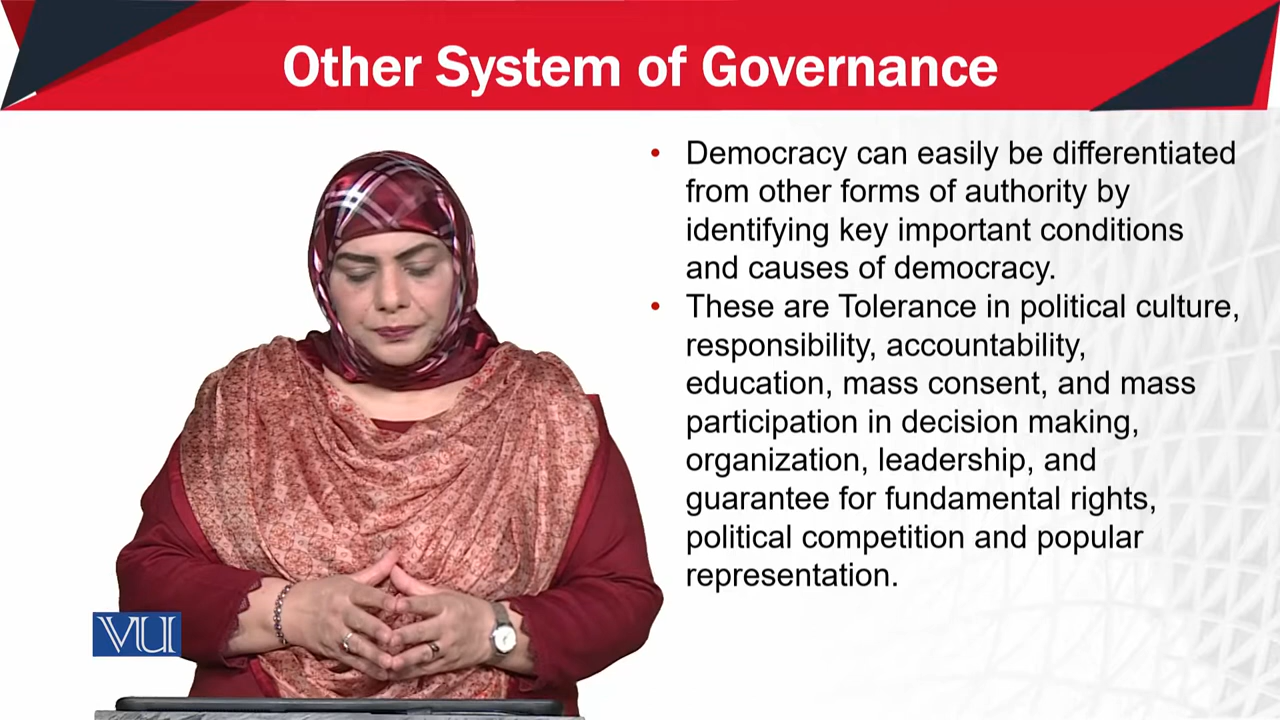 Other System of Governance
• Democracy can easily be differentiated
from other forms of authority by
identifying key important conditions
and causes of democracy.
• These are Tolerance in political culture,
responsibility, accountability,
education, mass consent, and mass
participation in decision making,
organization, leadership, and
guarantee for fundamental rights,
political competition and popular
representation.
VU